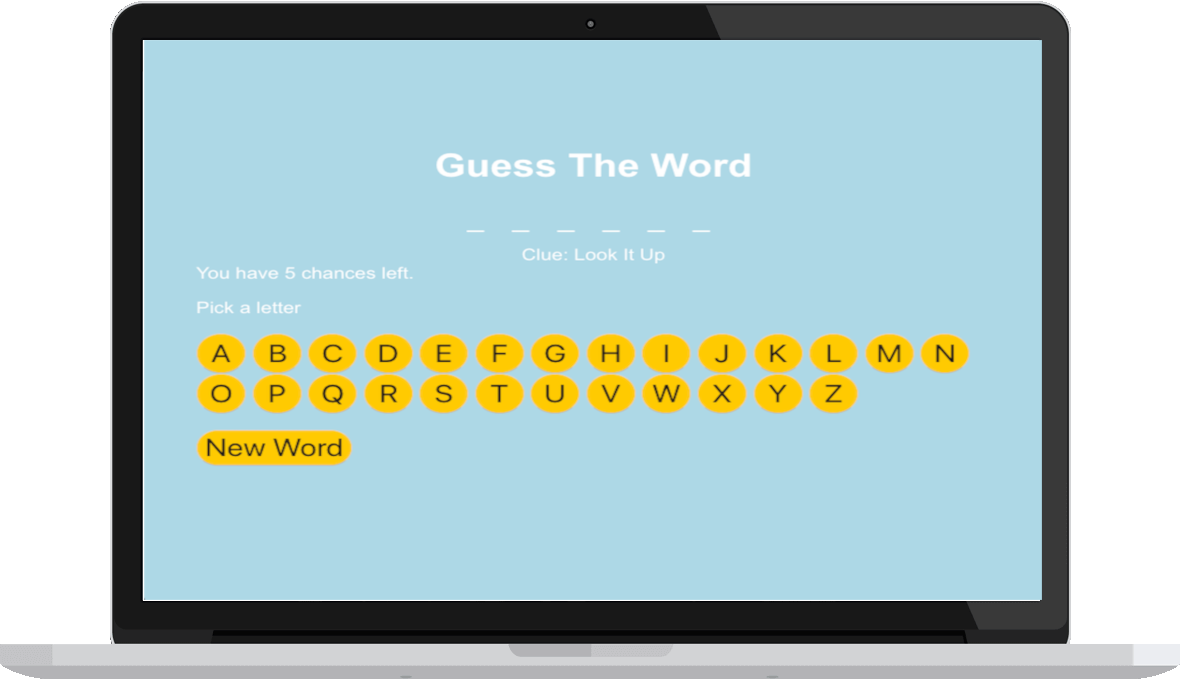 Guess The Word
_ _ _ _ _ _
Clue: Look It Up
You have 5 chances left.
Pick a letter
A B C D E F G H I J K L M N
O P Q R S T U V W X Y Z
New Word